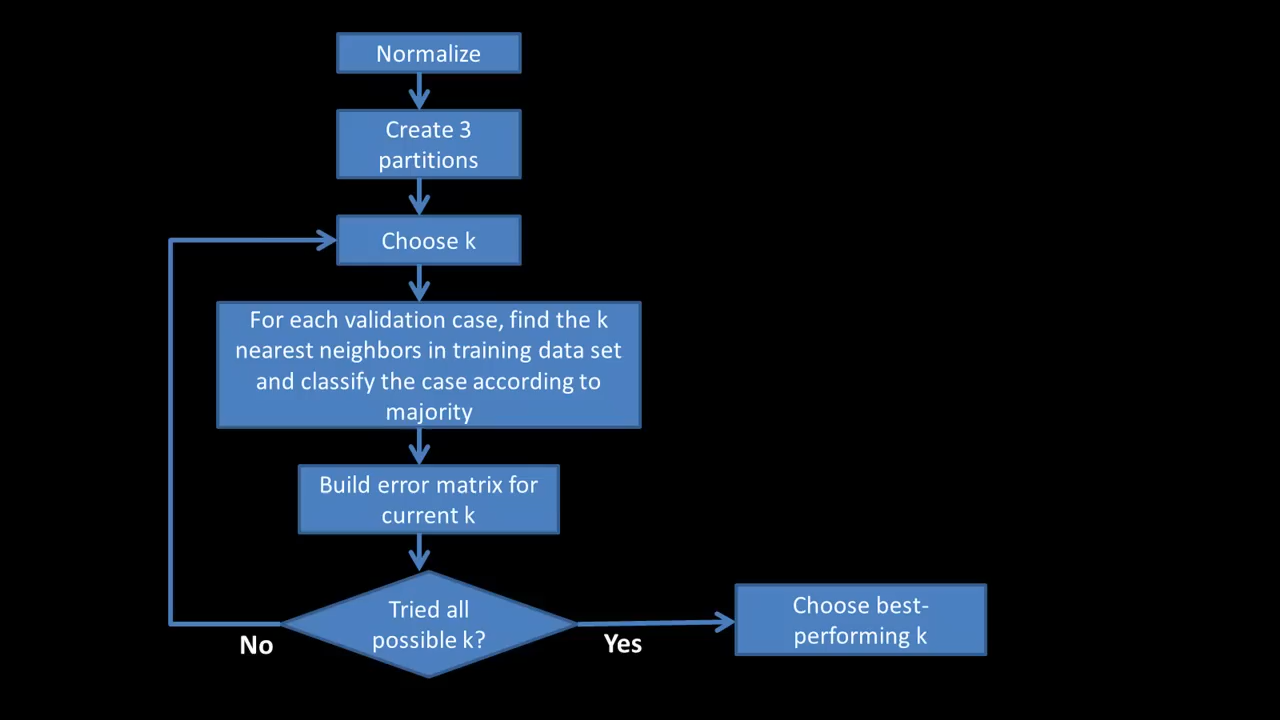 Normalize
Create 3
partitions
Choose k
For each validation case, find the k
nearest neighbors in training data set
and classify the case according to
majority
Build error matrix for
current k
Tried all
possible k?
No
Yes
Choose best-
performing k